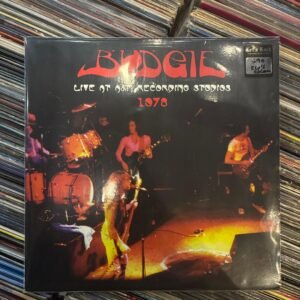 BUDGIE
LIVE AT A&M RECORDING STUDIOS
1978